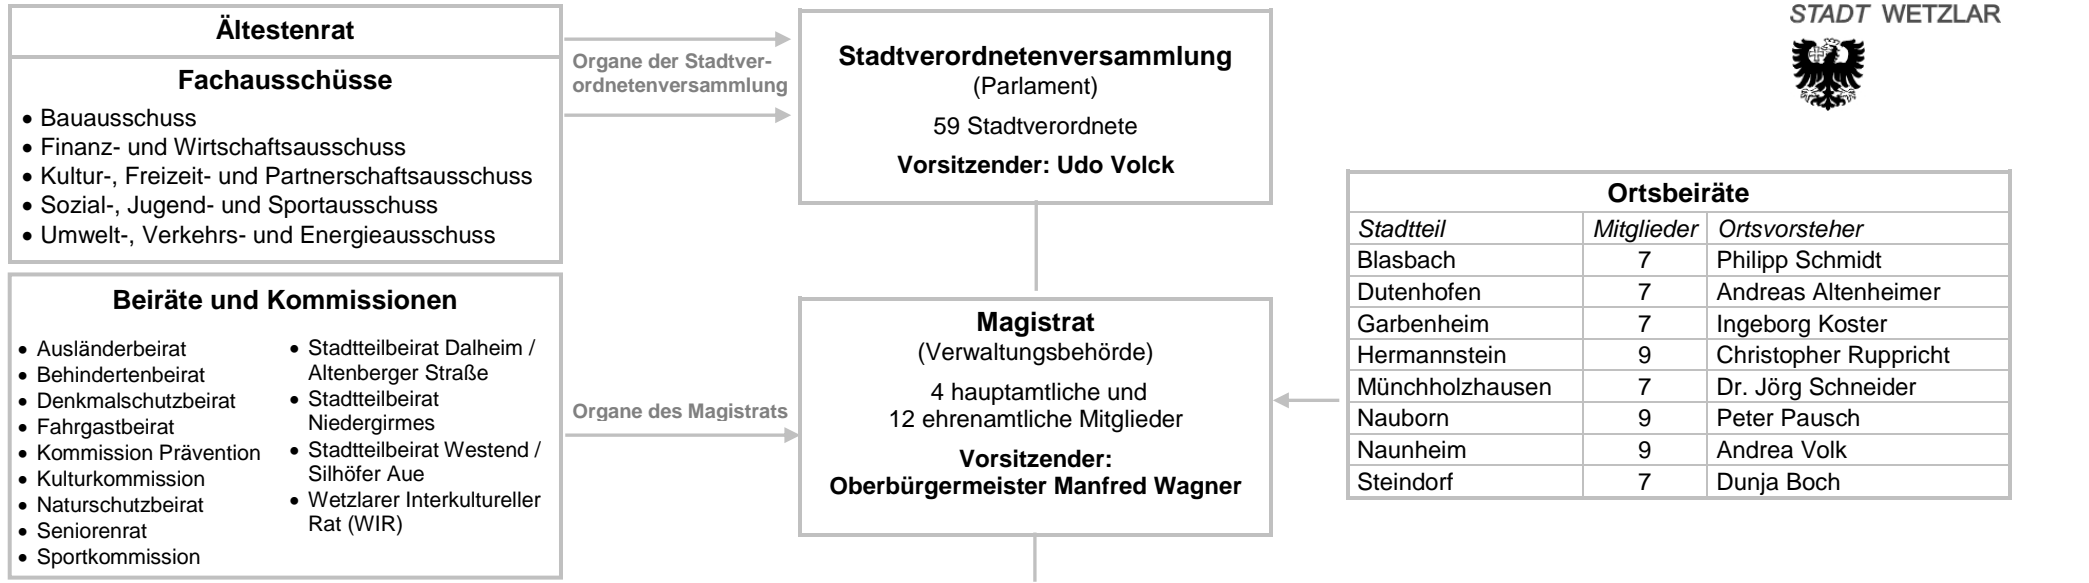 Ältestenrat
Fachausschüsse
• Bauausschuss
• Finanz- und Wirtschaftsausschuss
• Kultur-, Freizeit- und Partnerschaftsausschuss
• Sozial-, Jugend- und Sportausschuss
• Umwelt-, Verkehrs- und Energieausschuss
Organe der Stadtver-
ordnetenversammlung
Stadtverordnetenversammlung
(Parlament)
59 Stadtverordnete
Vorsitzender: Udo Volck
STADT WETZLAR
Beiräte und Kommissionen
• Ausländerbeirat
• Behindertenbeirat
• Denkmalschutzbeirat
• Fahrgastbeirat
• Kommission Prävention
• Kulturkommission
• Naturschutzbeirat
• Seniorenrat
• Sportkommission
• Stadtteilbeirat Dalheim /
Altenberger Straße
• Stadtteilbeirat
Niedergirmes
• Stadtteilbeirat Westend /
Silhöfer Aue
• Wetzlarer Interkultureller
Rat (WIR)
Organe des Magistrats
Magistrat
(Verwaltungsbehörde)
4 hauptamtliche und
12 ehrenamtliche Mitglieder
Vorsitzender:
Oberbürgermeister Manfred Wagner
Ortsbeiräte
Stadtteil Mitglieder Ortsvorsteher
Blasbach 7 Philipp Schmidt
Dutenhofen 7 Andreas Altenheimer
Garbenheim 7 Ingeborg Koster
Hermannstein 9 Christopher Ruppricht
Münchholzhausen 7 Dr. Jörg Schneider
Nauborn 9 Peter Pausch
Naunheim 9 Andrea Volk
Steindorf 7 Dunja Boch